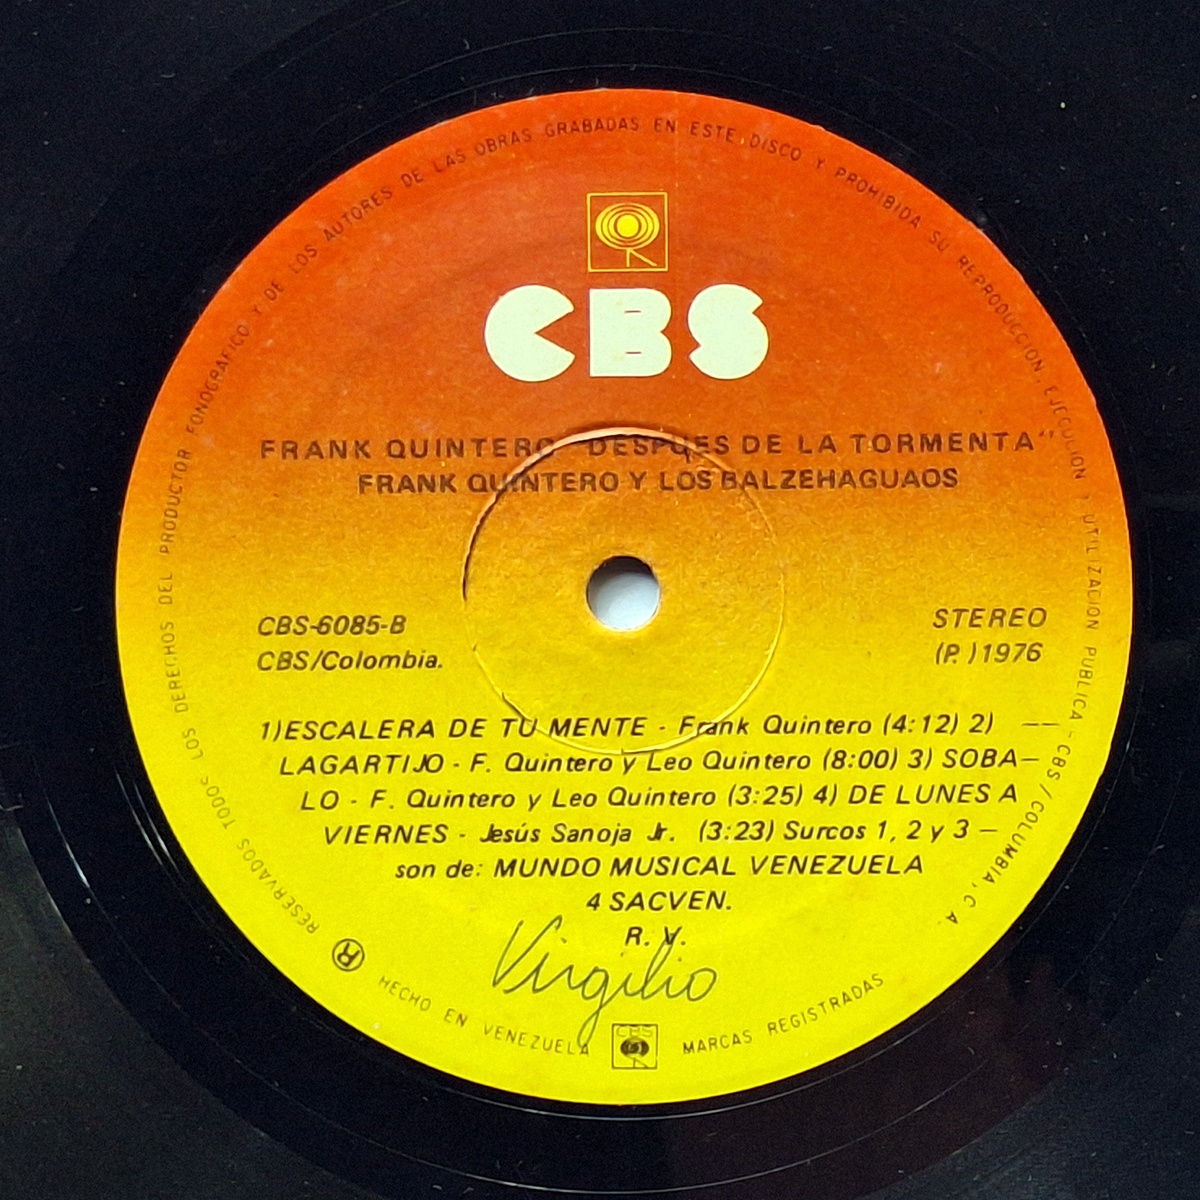 RESERVADOS TODOS LOS DERECHOS DEL PRODUCTOR FONOGRAFICO Y DE LOS AUTORES DE LAS OBRAS GRABADAS EN ESTE DISCO Y PROHIBIDA SU REPRODUCCION, EJECUCION Y UTILIZACION PUBLICA - CBS/COLUMBIA, C A.
CBS
FRANK QUINTERO "DESPUES DE LA TORMENTA"
FRANK QUINTERO Y LOS BALZEHAGUAOS
CBS-6085-B
CBS/Colombia.
STEREO
(P.)1976
1)ESCALERA DE TU MENTE - Frank Quintero (4:12) 2) --
LAGARTIJO - F. Quintero y Leo Quintero (8:00) 3) SOBA-
LO - F. Quintero y Leo Quintero (3:25) 4) DE LUNES A
VIERNES - Jesús Sanoja Jr. (3:23) Surcos 1, 2 y 3 -
son de: MUNDO MUSICAL VENEZUELA
4 SACVEN.
R. V.
Virgilio
R HECHO EN VENEZUELA CBS MARCAS REGISTRADAS